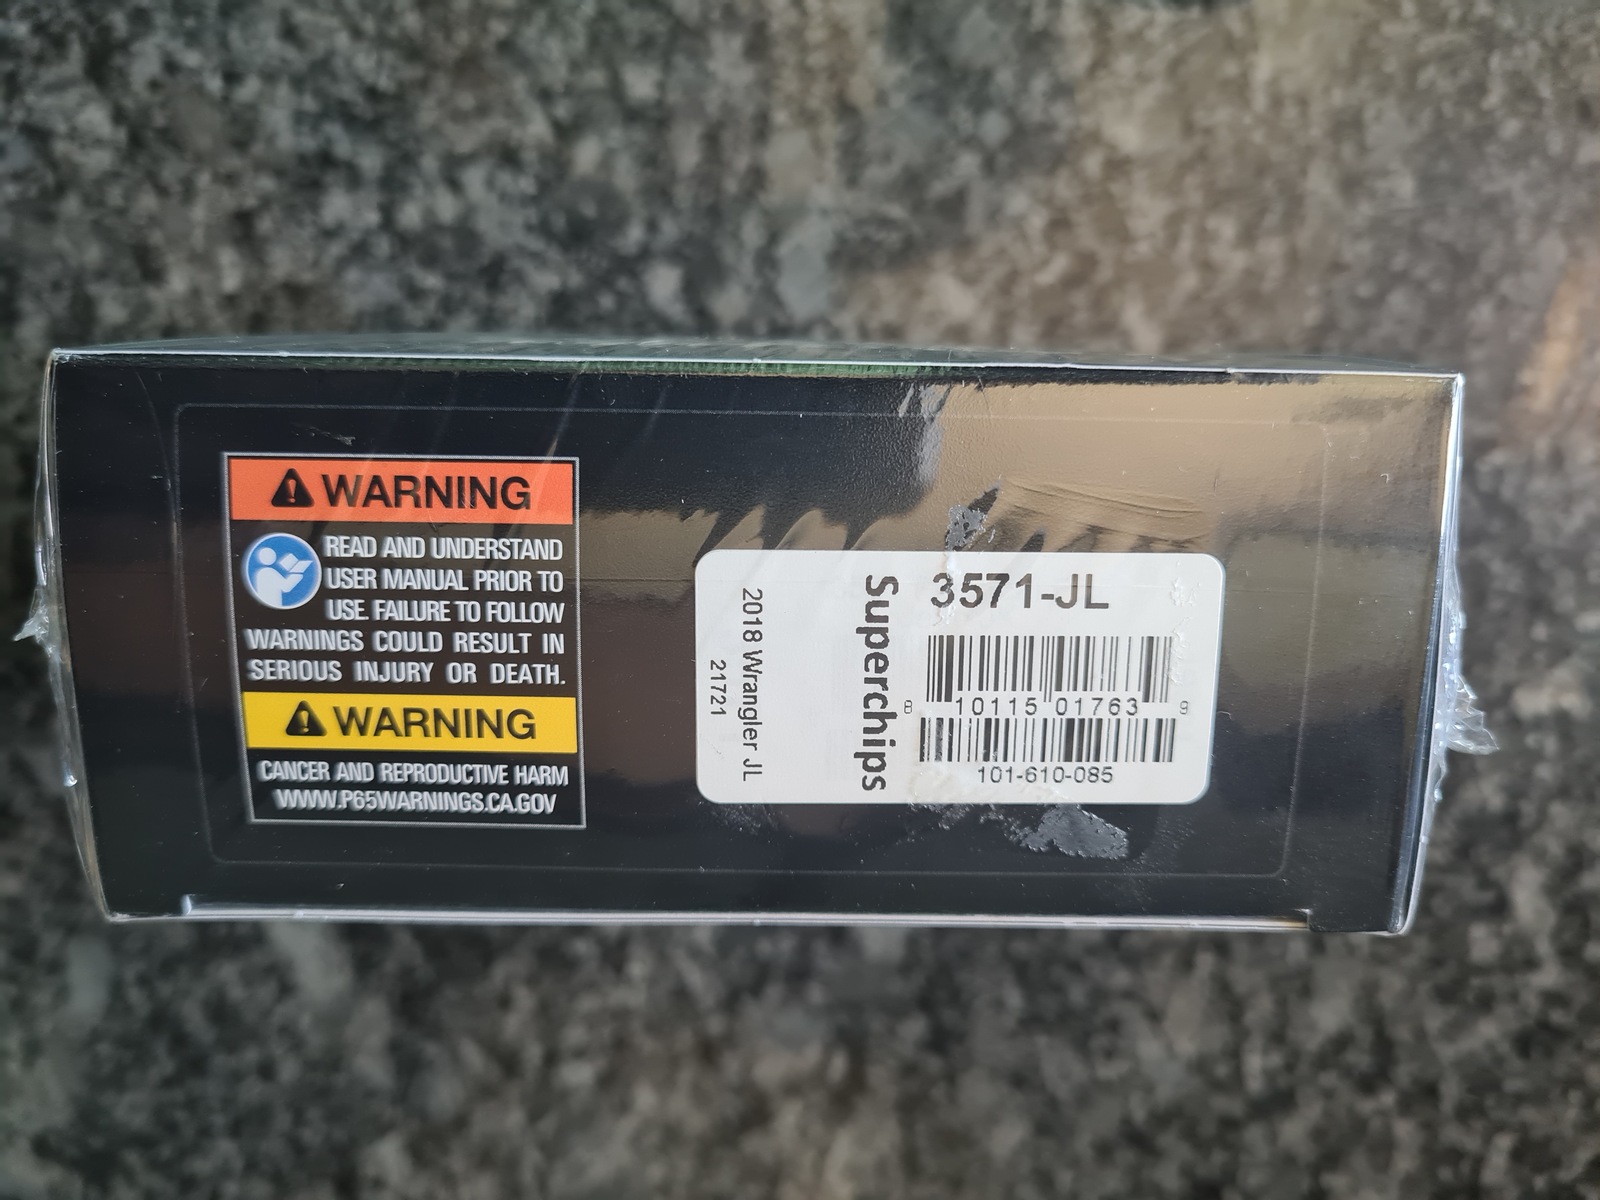 WARNING
READ AND UNDERSTAND
USER MANUAL PRIOR TO
USE. FAILURE TO FOLLOW
WARNINGS COULD RESULT IN
SERIOUS INJURY OR DEATH.
WARNING
CANCER AND REPRODUCTIVE HARM
WWW.P65WARNINGS.CA.GOV
3571-JL
8 10115 01763 9
101-610-085
Superchips
2018 Wrangler JL
21721